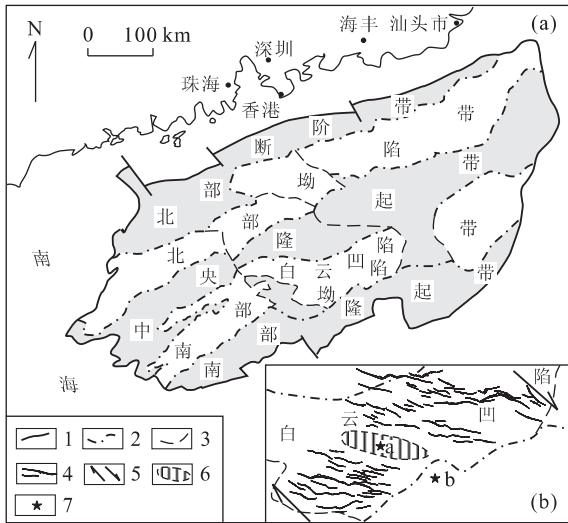 N
0 100 km
(a)
海丰
汕头市
深圳
珠海
香港
北部断阶带
北部坳陷带
中央隆起带
白云凹陷
南部坳陷带
南部隆起带
南海
1 2 3
4 5 6
7
白云凹陷
a
b
(b)